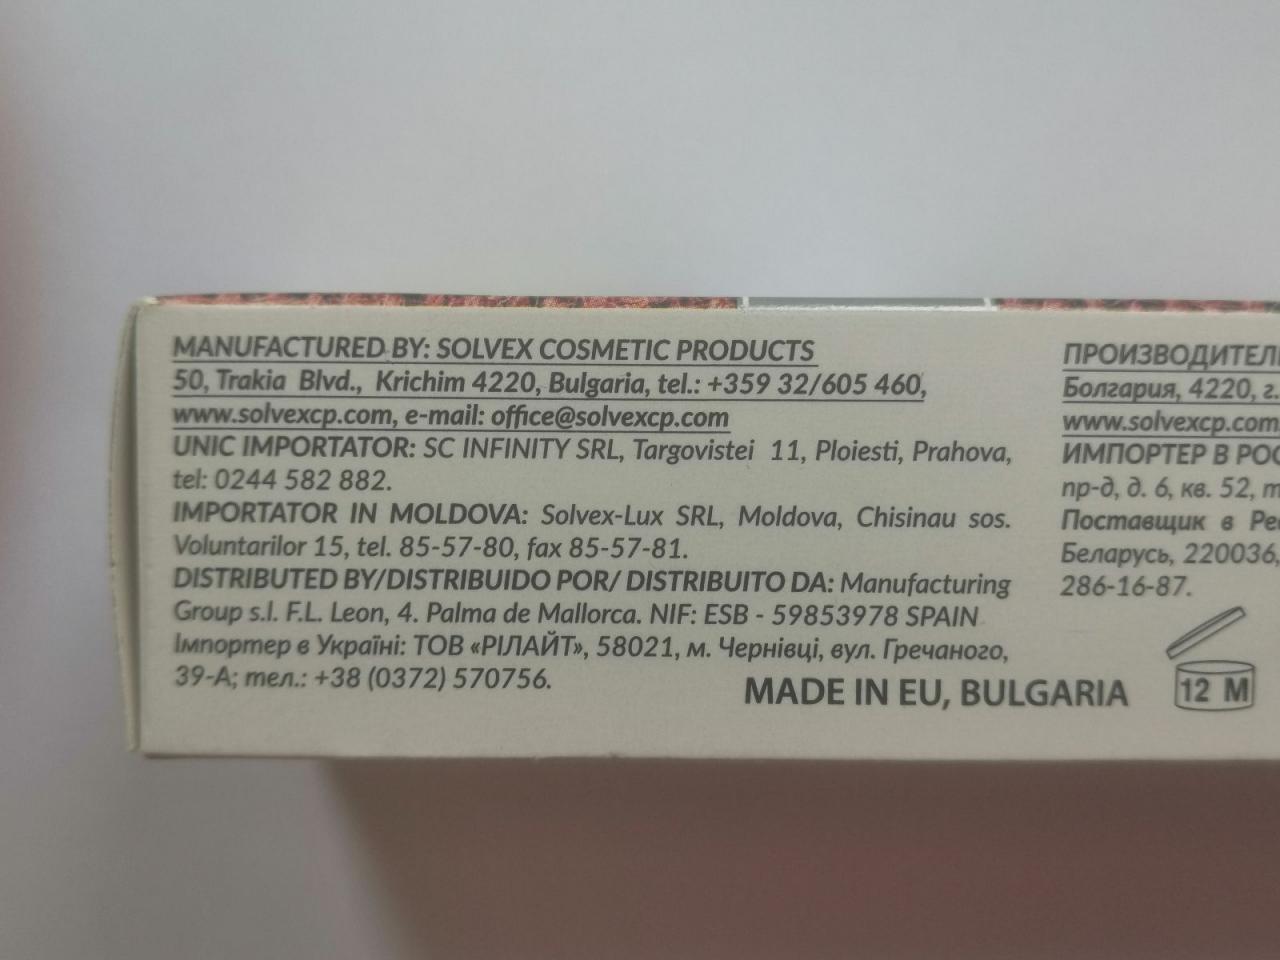 MANUFACTURED BY: SOLVEX COSMETIC PRODUCTS
50, Trakia Blvd., Krichim 4220, Bulgaria, tel.: +359 32/605 460,
www.solvexcp.com, e-mail: office@solvexcp.com
UNIC IMPORTATOR: SC INFINITY SRL, Targovistei 11, Ploiesti, Prahova,
tel: 0244 582 882.
IMPORTATOR IN MOLDOVA: Solvex-Lux SRL, Moldova, Chisinau sos.
Voluntarilor 15, tel. 85-57-80, fax 85-57-81.
DISTRIBUTED BY/DISTRIBUIDO POR/ DISTRIBUITO DA: Manufacturing
Group s.l. F.L. Leon, 4. Palma de Mallorca. NIF: ESB - 59853978 SPAIN
Імпортер в Україні: ТОВ «РІЛАЙТ», 58021, м. Чернівці, вул. Гречаного,
39-А; тел.: +38 (0372) 570756.
MADE IN EU, BULGARIA
Болгария, 4220, г.
www.solvexcp.com
ИМПОРТЕР В
пр-д, д. 6, кв. 52,
Поставщик в
Беларусь, 220036,
286-16-87.
12 M